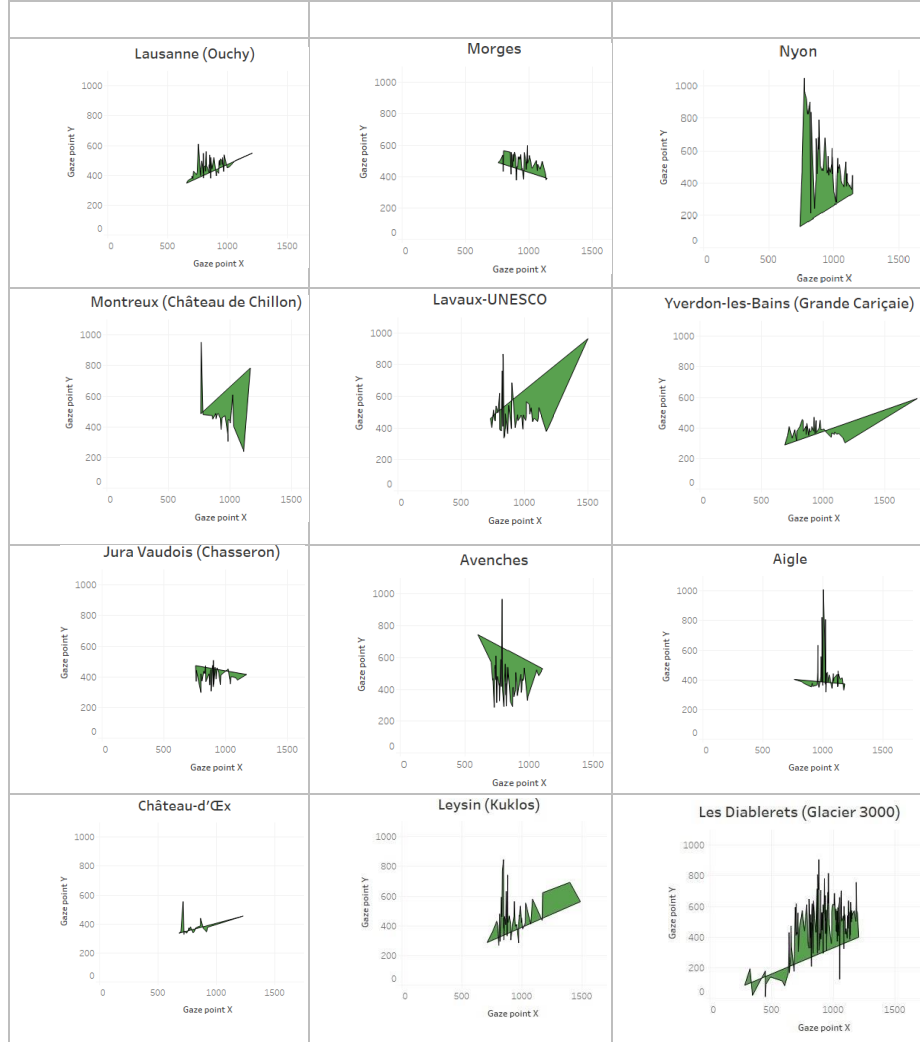 Lausanne (Ouchy)
1000
800
600
400
200
0
Gaze point Y
0 500 1000 1500
Gaze point X
Morges
1000
800
600
400
200
0
Gaze point Y
0 500 1000 1500
Gaze point X
Nyon
1000
800
600
400
200
0
Gaze point Y
0 500 1000 1500
Gaze point X
Montreux (Château de Chillon)
1000
800
600
400
200
0
Gaze point Y
0 500 1000 1500
Gaze point X
Lavaux-UNESCO
1000
800
600
400
200
0
Gaze point Y
0 500 1000 1500
Gaze point X
Yverdon-les-Bains (Grande Cariçaie)
1000
800
600
400
200
0
Gaze point Y
0 500 1000 1500
Gaze point X
Jura Vaudois (Chasseron)
1000
800
600
400
200
0
Gaze point Y
0 500 1000 1500
Gaze point X
Avenches
1000
800
600
400
200
0
Gaze point Y
0 500 1000 1500
Gaze point X
Aigle
1000
800
600
400
200
0
Gaze point Y
0 500 1000 1500
Gaze point X
Château-d'Œx
1000
800
600
400
200
0
Gaze point Y
0 500 1000 1500
Gaze point X
Leysin (Kuklos)
1000
800
600
400
200
0
Gaze point Y
0 500 1000 1500
Gaze point X
Les Diablerets (Glacier 3000)
1000
800
600
400
200
0
Gaze point Y
0 500 1000 1500
Gaze point X